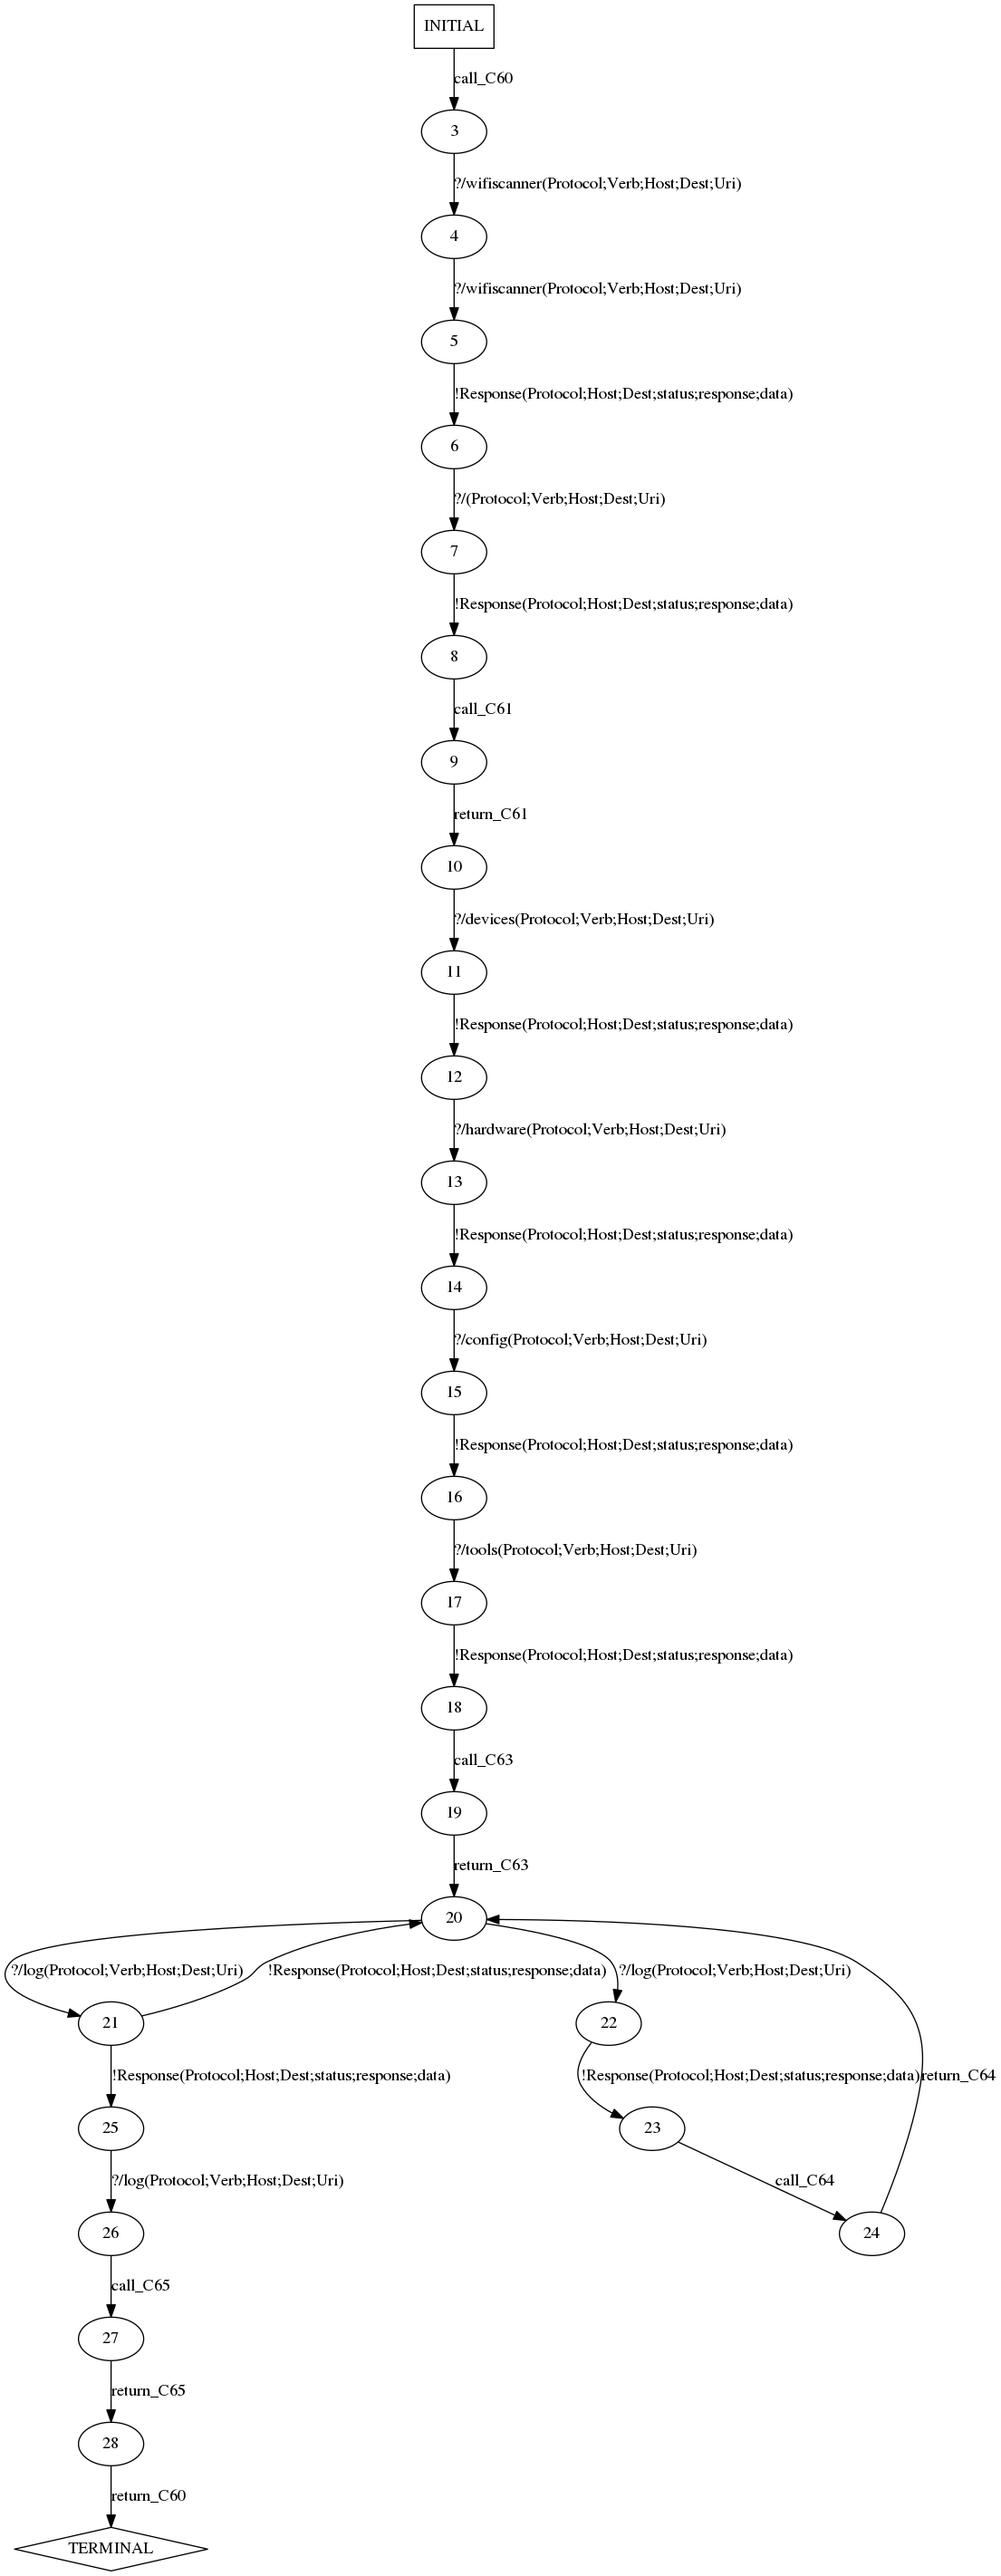 INITIAL
call_C60
3
?/wifiscanner(Protocol;Verb;Host;Dest;Uri)
4
?/wifiscanner(Protocol;Verb;Host;Dest;Uri)
5
!Response(Protocol;Host;Dest;status;response;data)
6
?/(Protocol;Verb;Host;Dest;Uri)
7
!Response(Protocol;Host;Dest;status;response;data)
8
call_C61
9
return_C61
10
?/devices(Protocol;Verb;Host;Dest;Uri)
11
!Response(Protocol;Host;Dest;status;response;data)
12
?/hardware(Protocol;Verb;Host;Dest;Uri)
13
!Response(Protocol;Host;Dest;status;response;data)
14
?/config(Protocol;Verb;Host;Dest;Uri)
15
!Response(Protocol;Host;Dest;status;response;data)
16
?/tools(Protocol;Verb;Host;Dest;Uri)
17
!Response(Protocol;Host;Dest;status;response;data)
18
call_C63
19
return_C63
20
?/log(Protocol;Verb;Host;Dest;Uri)
!Response(Protocol;Host;Dest;status;response;data)
?/log(Protocol;Verb;Host;Dest;Uri)
21
22
!Response(Protocol;Host;Dest;status;response;data)
!Response(Protocol;Host;Dest;status;response;data)
return_C64
25
23
?/log(Protocol;Verb;Host;Dest;Uri)
call_C64
26
24
call_C65
27
return_C65
28
return_C60
TERMINAL